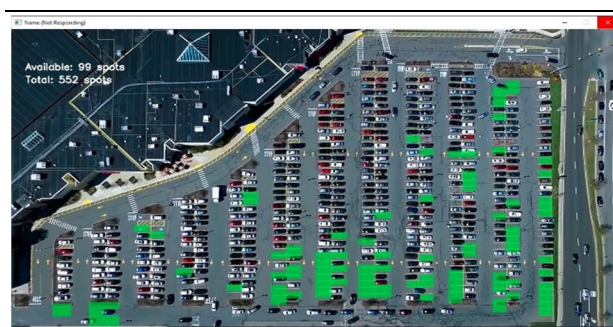 frame (Not Responding)
Available: 99 spots
Total: 552 spots